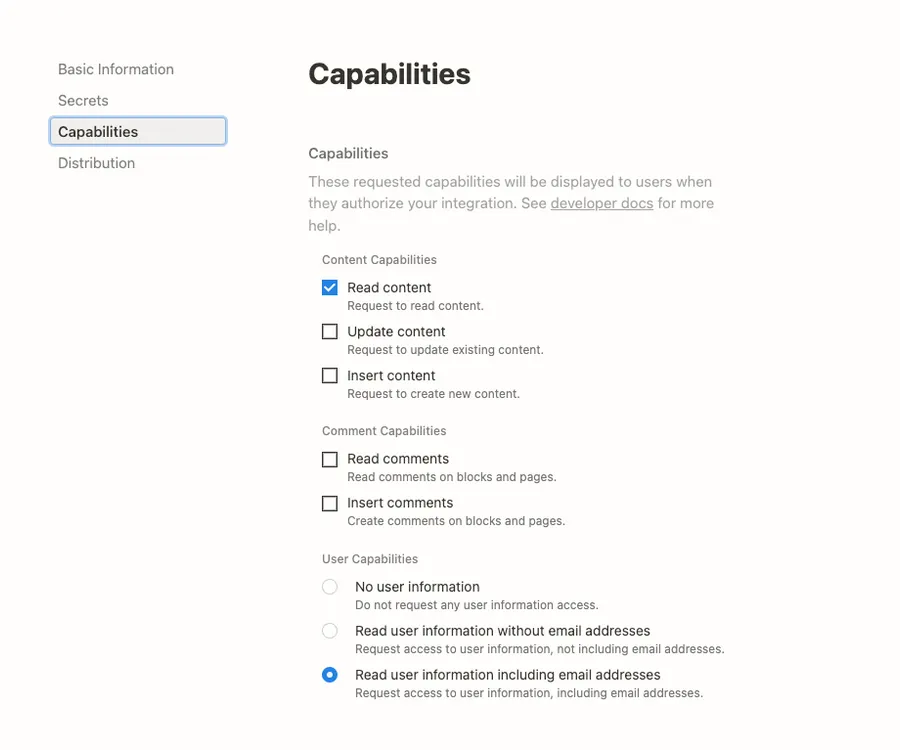 Basic Information
Secrets
Capabilities
Distribution
Capabilities
Capabilities
These requested capabilities will be displayed to users when
they authorize your integration. See developer docs for more
help.
Content Capabilities
Read content
Request to read content.
Update content
Request to update existing content.
Insert content
Request to create new content.
Comment Capabilities
Read comments
Read comments on blocks and pages.
Insert comments
Create comments on blocks and pages.
User Capabilities
No user information
Do not request any user information access.
Read user information without email addresses
Request access to user information, not including email addresses.
Read user information including email addresses
Request access to user information, including email addresses.